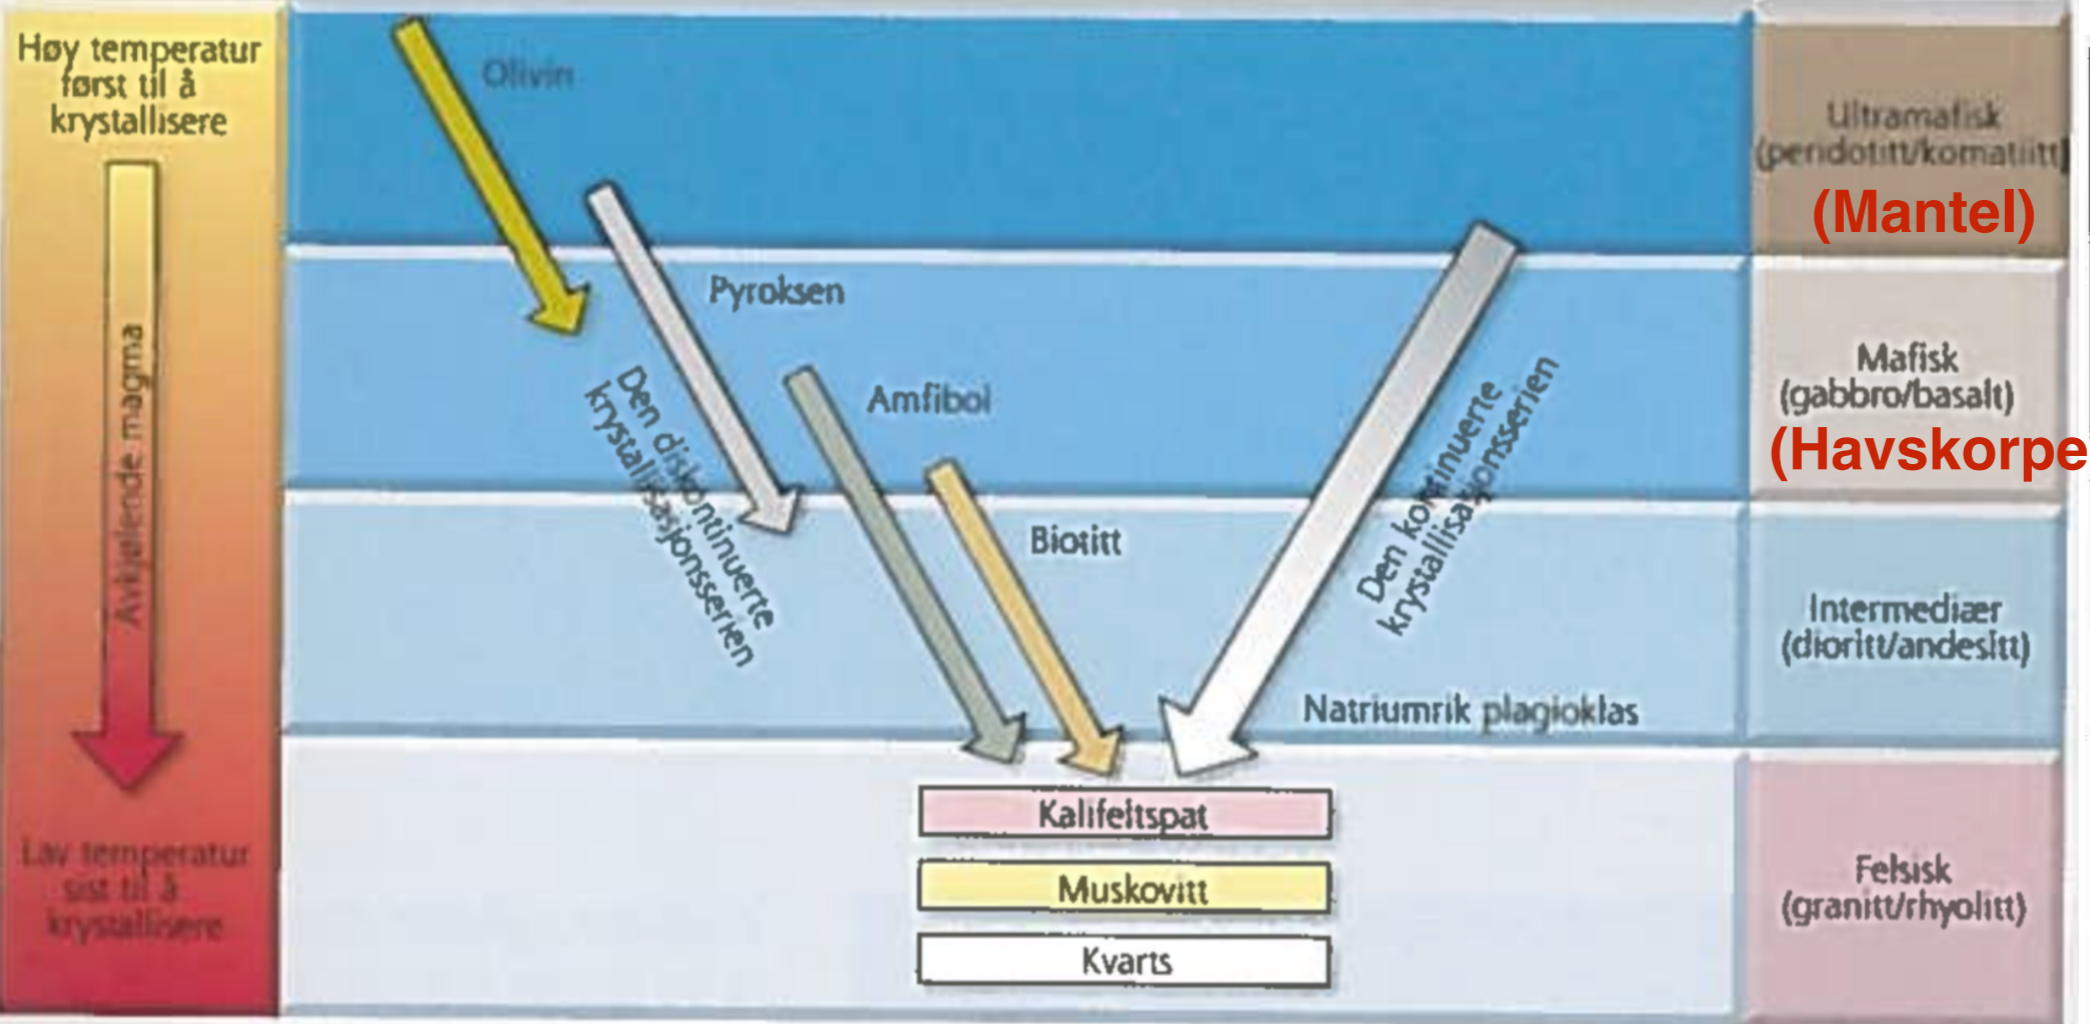 Høy temperatur
først til å
krystallisere
Avkjølende magma
Lav temperatur
sist til å
krystallisere
Olivin
Pyroksen
Amfibol
Biotitt
Den diskontinuerte
krystallisasjonsserien
Den kontinuerte
krystallisasjonsserien
Natriumrik plagioklas
Kalifeltspat
Muskovitt
Kvarts
Ultramafisk
(peridotitt/komatiitt)
(Mantel)
Mafisk
(gabbro/basalt)
(Havskorpe
Intermediær
(dioritt/andesitt)
Felsisk
(granitt/rhyolitt)